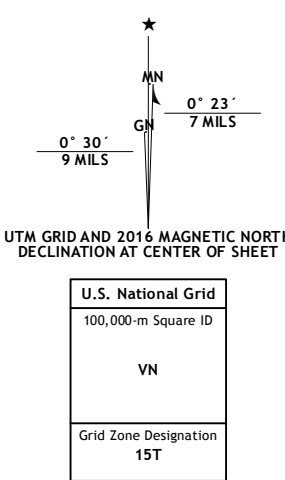 ★
MN
0° 23´
7 MILS
GN
0° 30´
9 MILS
UTM GRID AND 2016 MAGNETIC NORTH
DECLINATION AT CENTER OF SHEET
U.S. National Grid
100,000-m Square ID
VN
Grid Zone Designation
15T